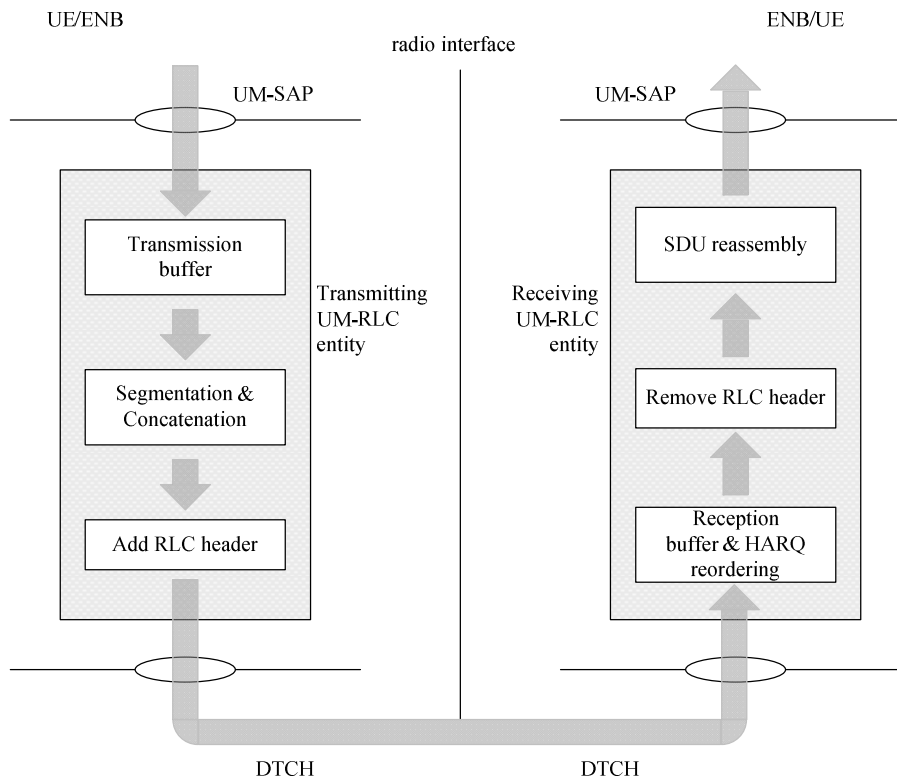 UE/ENB
ENB/UE
radio interface
UM-SAP
UM-SAP
Transmission
buffer
SDU reassembly
Transmitting
UM-RLC
entity
Receiving
UM-RLC
entity
Segmentation &
Concatenation
Remove RLC header
Add RLC header
Reception
buffer & HARQ
reordering
DTCH
DTCH